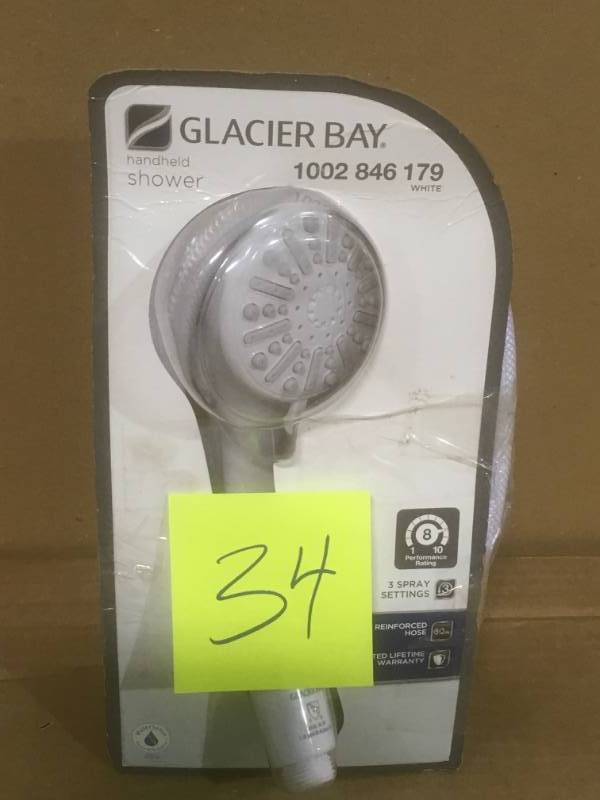 GLACIER BAY®
handheld
shower
1002 846 179
WHITE
8
1 10
Performance
Rating
3 SPRAY
SETTINGS
3
REINFORCED
HOSE
TED LIFETIME
WARRANTY
34